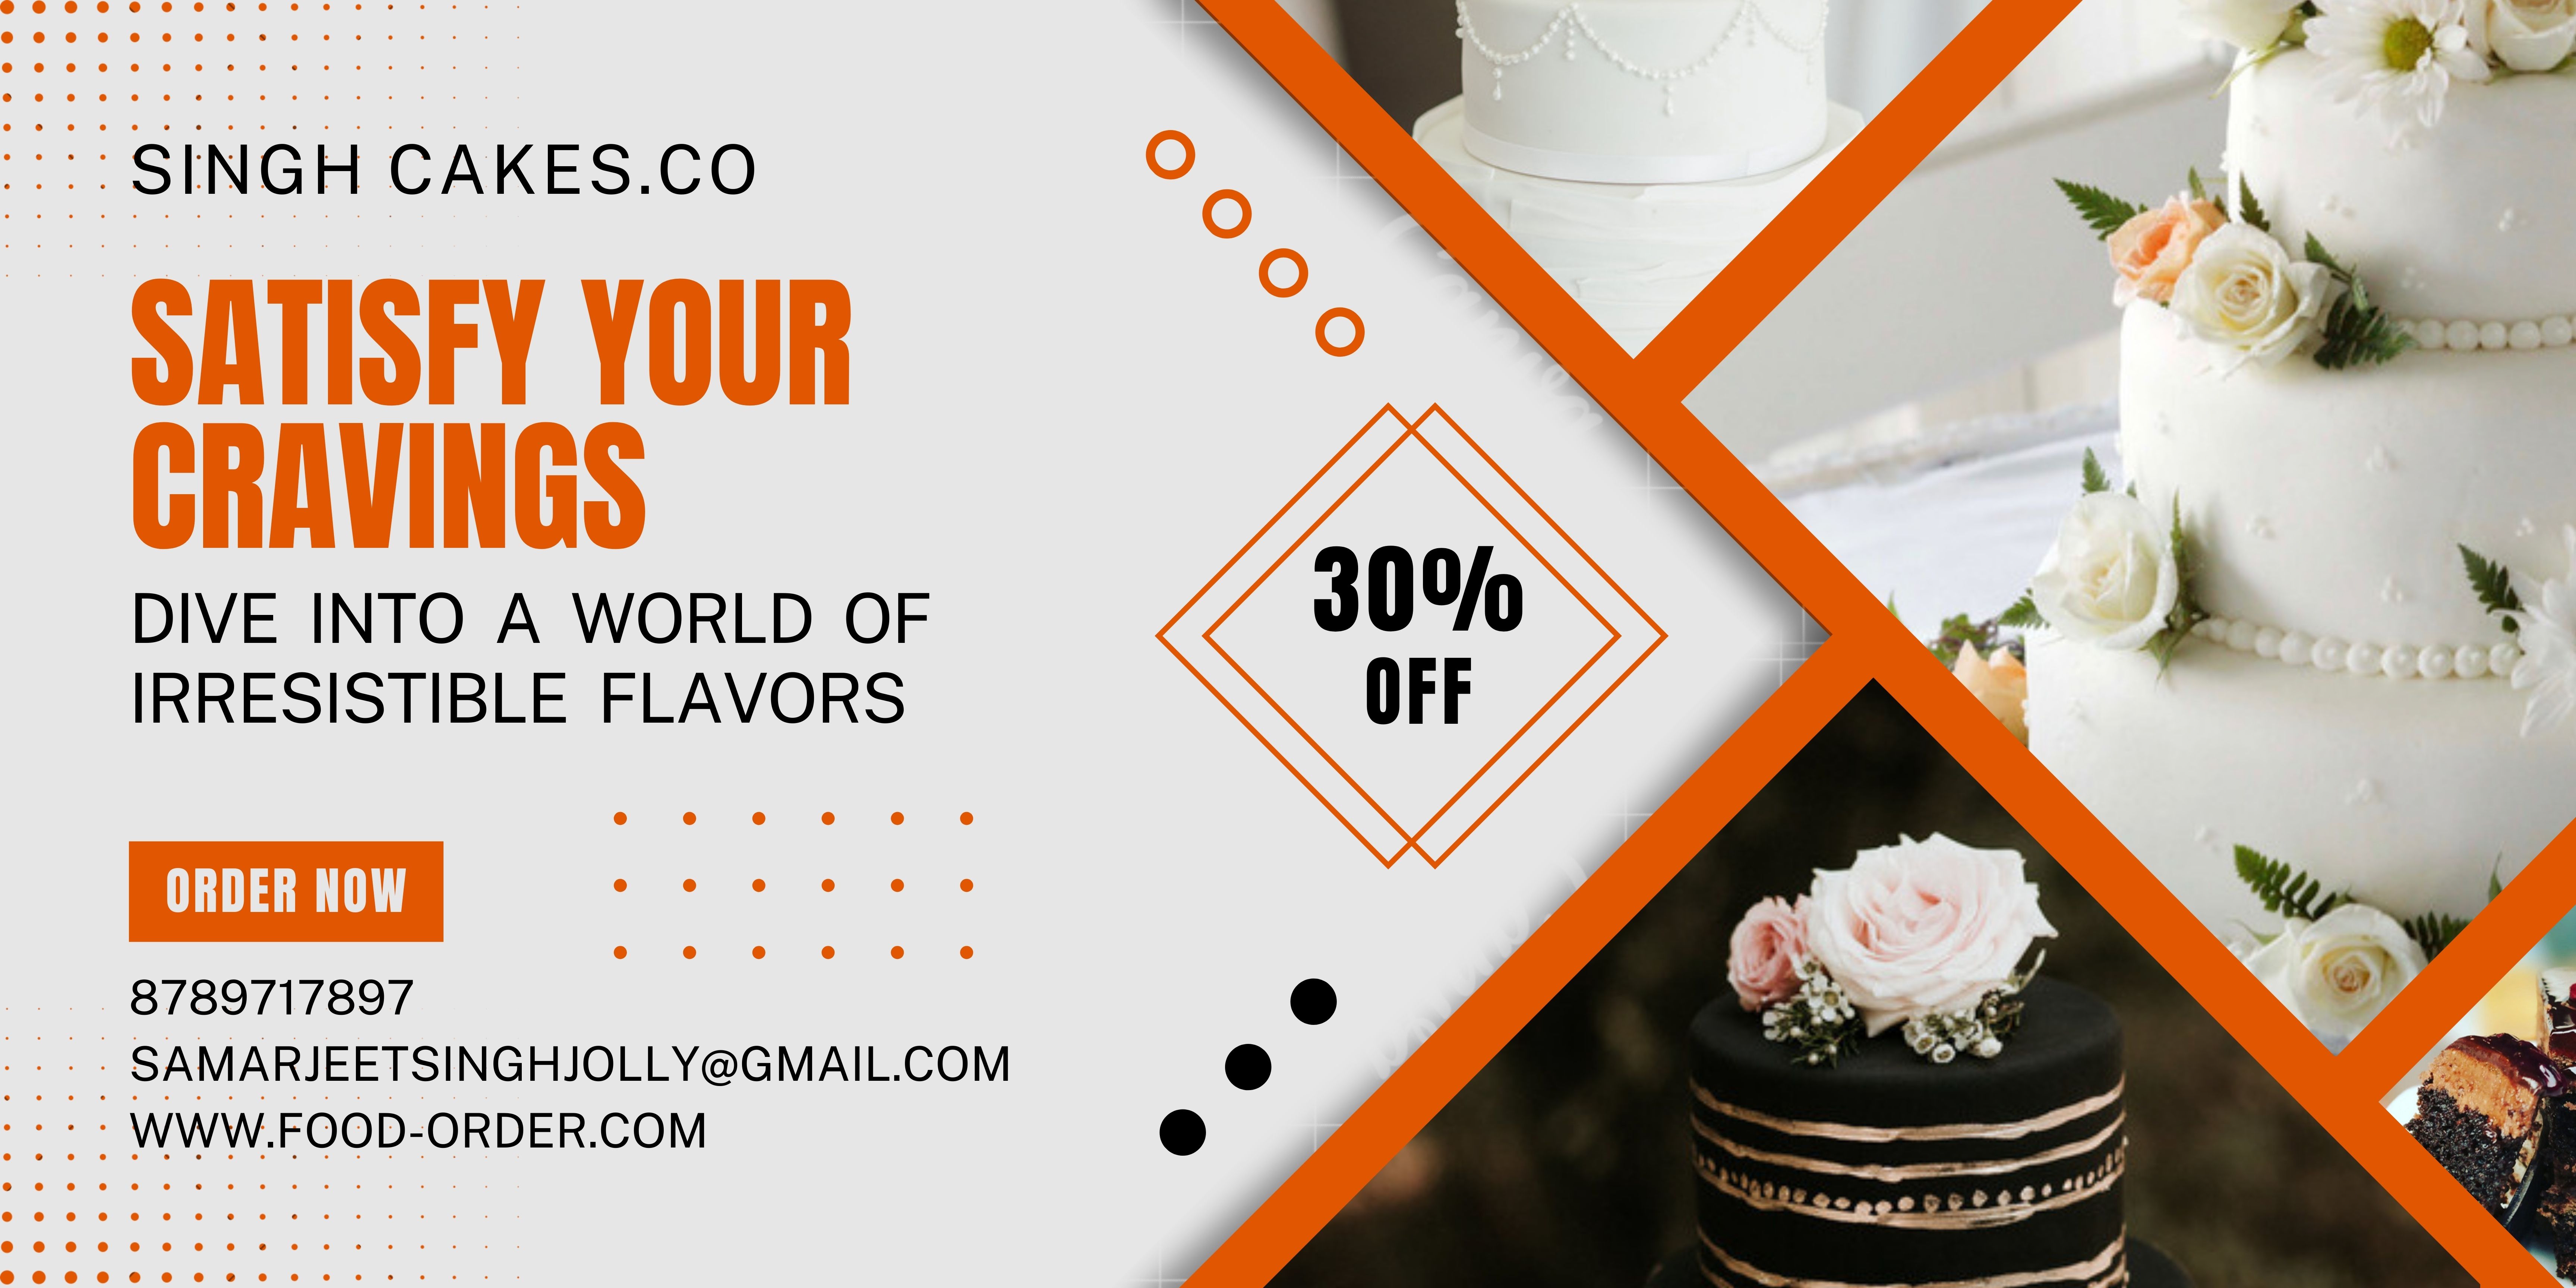 SINGH CAKES.CO
SATISFY YOUR
CRAVINGS
DIVE INTO A WORLD OF
IRRESISTIBLE FLAVORS
30%
OFF
ORDER NOW
8789717897
SAMARJEETSINGHJOLLY@GMAIL.COM
WWW.FOOD-ORDER.COM